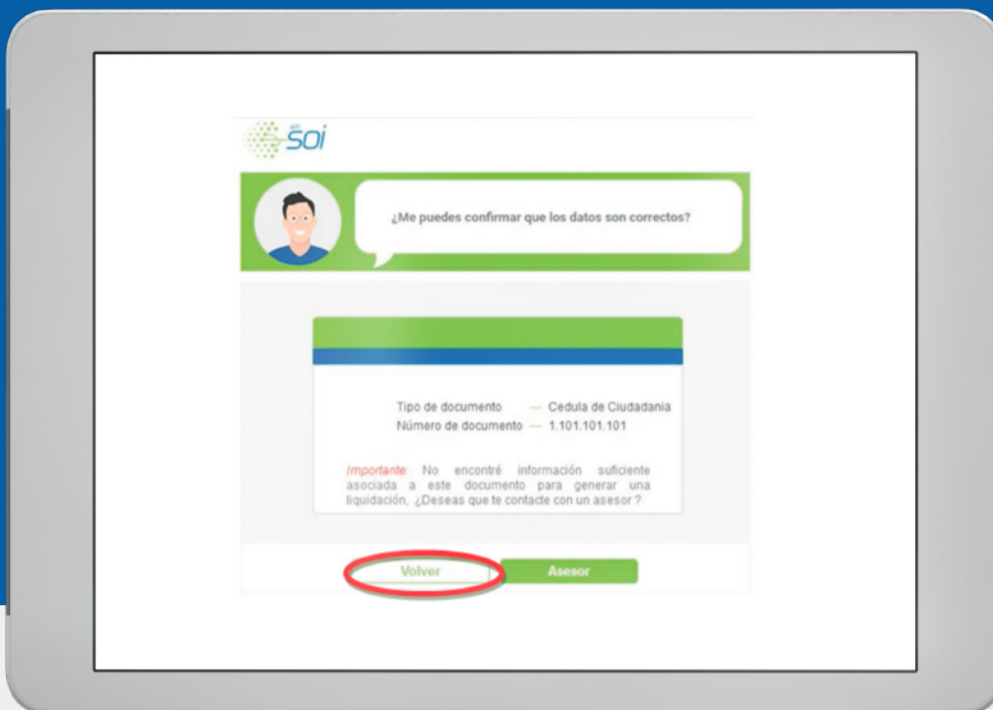 ach
soi
¿Me puedes confirmar que los datos son correctos?
Tipo de documento — Cedula de Ciudadania
Número de documento — 1.101.101.101
Importante: No encontré información suficiente
asociada a este documento para generar una
liquidación, ¿Deseas que te contacte con un asesor ?
Volver
Asesor